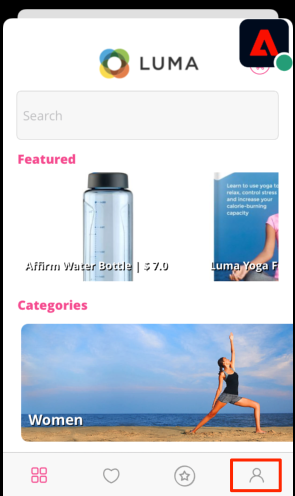 LUMA
Search
Featured
Learn to use yoga to
relax, control stress
and increase your
calorie-burning
capacity
Affirm Water Bottle | $ 7.0
Luma Yoga F
Categories
Women